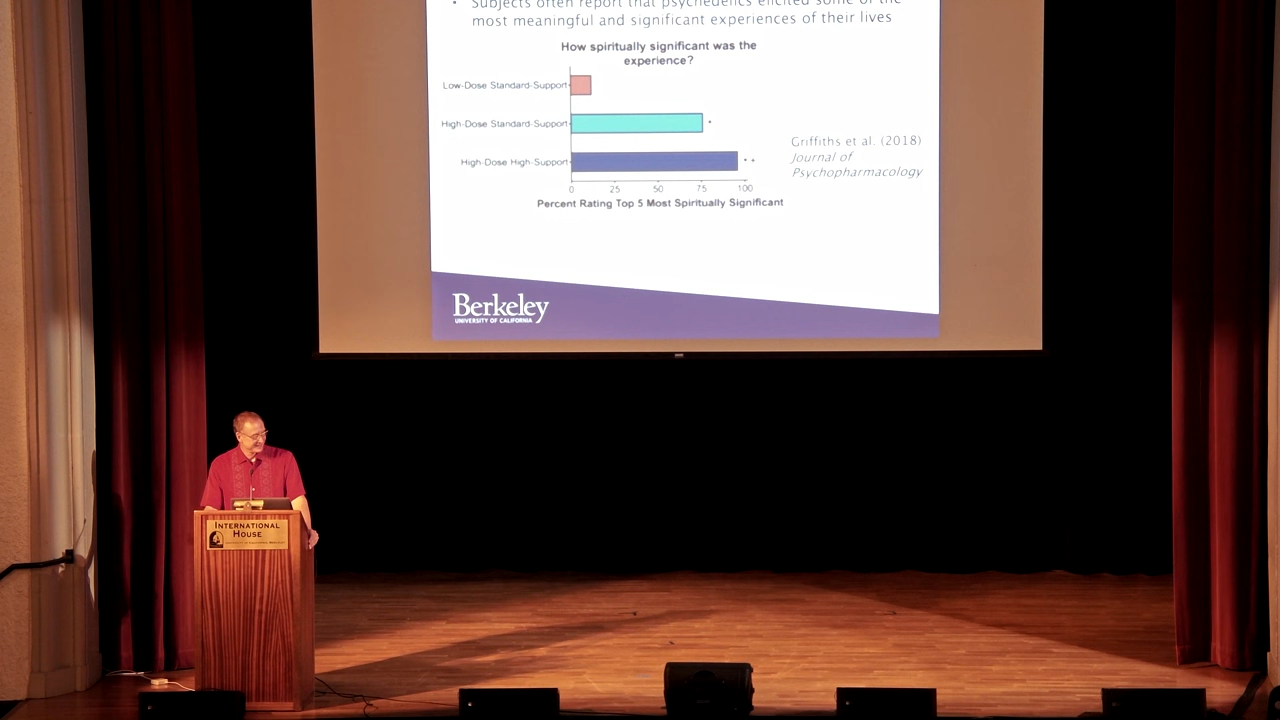 • Subjects often report that psychedelics elicited some of the
most meaningful and significant experiences of their lives
How spiritually significant was the
experience?
Low-Dose Standard-Support
High-Dose Standard-Support
*
High-Dose High-Support
* *
0 25 50 75 100
Percent Rating Top 5 Most Spiritually Significant
Griffiths et al. (2018)
Journal of
Psychopharmacology
Berkeley
UNIVERSITY OF CALIFORNIA
INTERNATIONAL
HOUSE